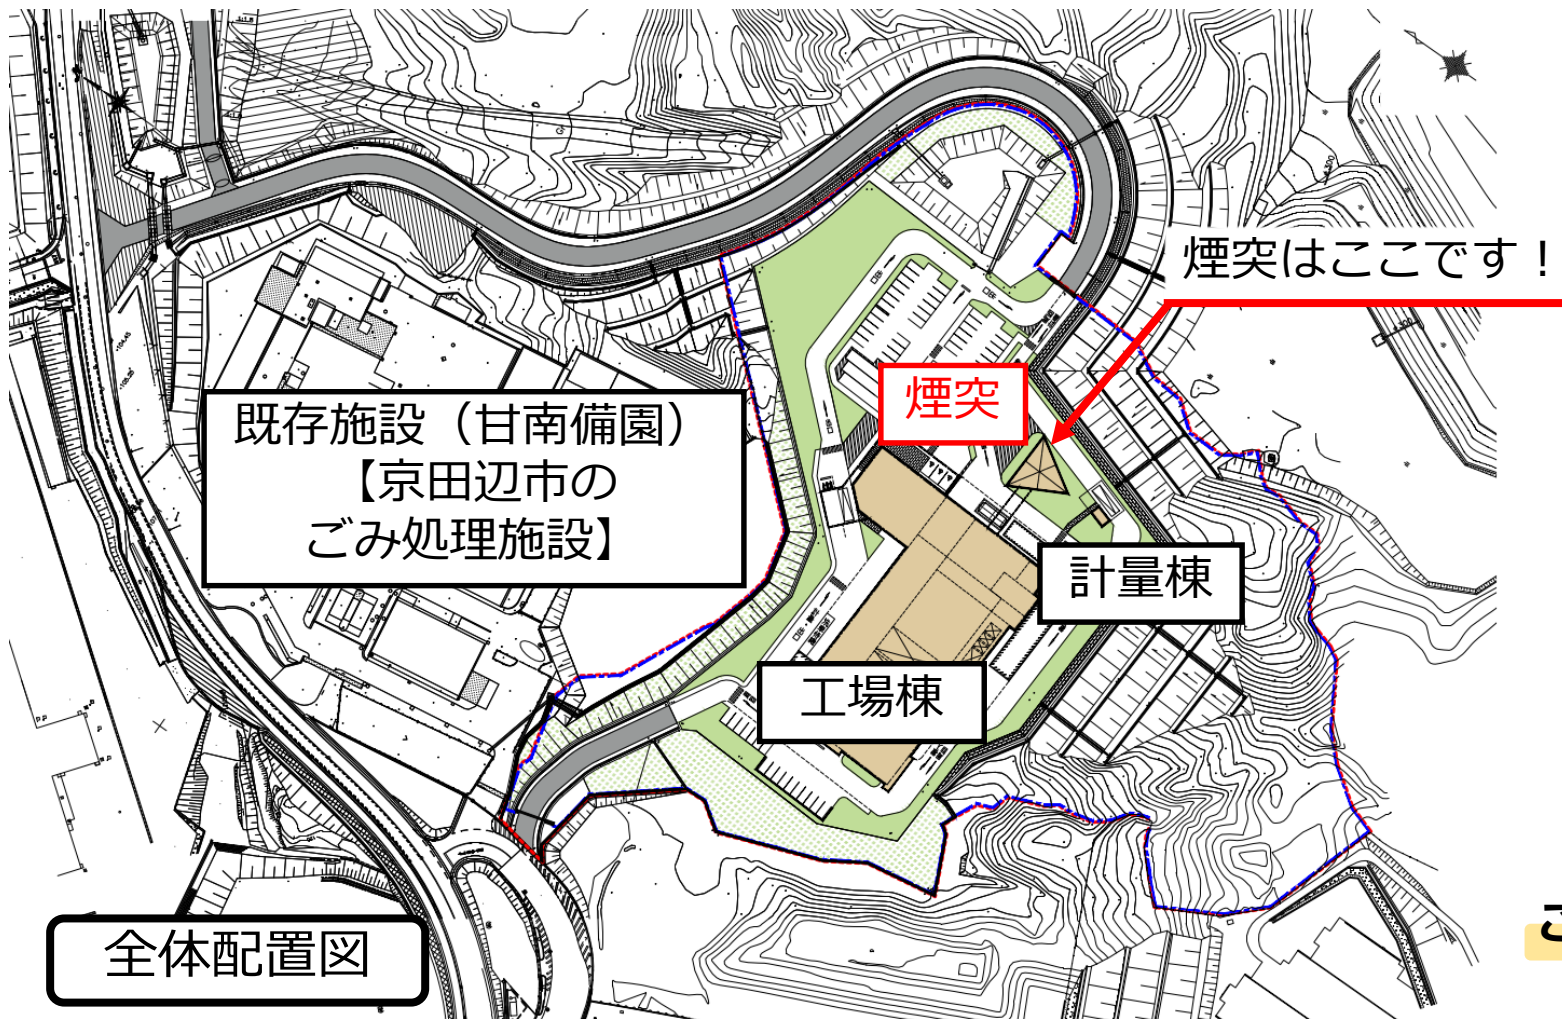 煙突はここです！
煙突
既存施設（甘南備園）
【京田辺市の
ごみ処理施設】
計量棟
工場棟
全体配置図